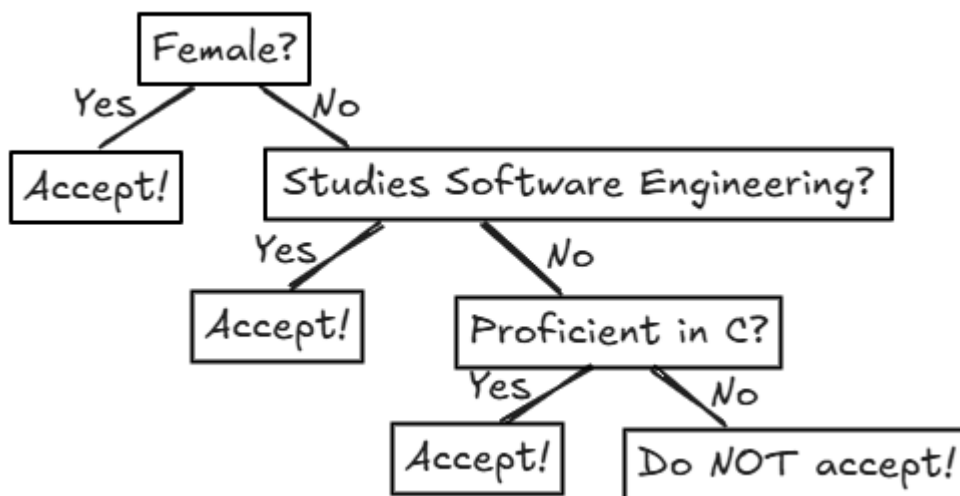 Female?
Yes
No
Accept!
Studies Software Engineering?
Yes
No
Accept!
Proficient in C?
Yes
No
Accept!
Do NOT accept!